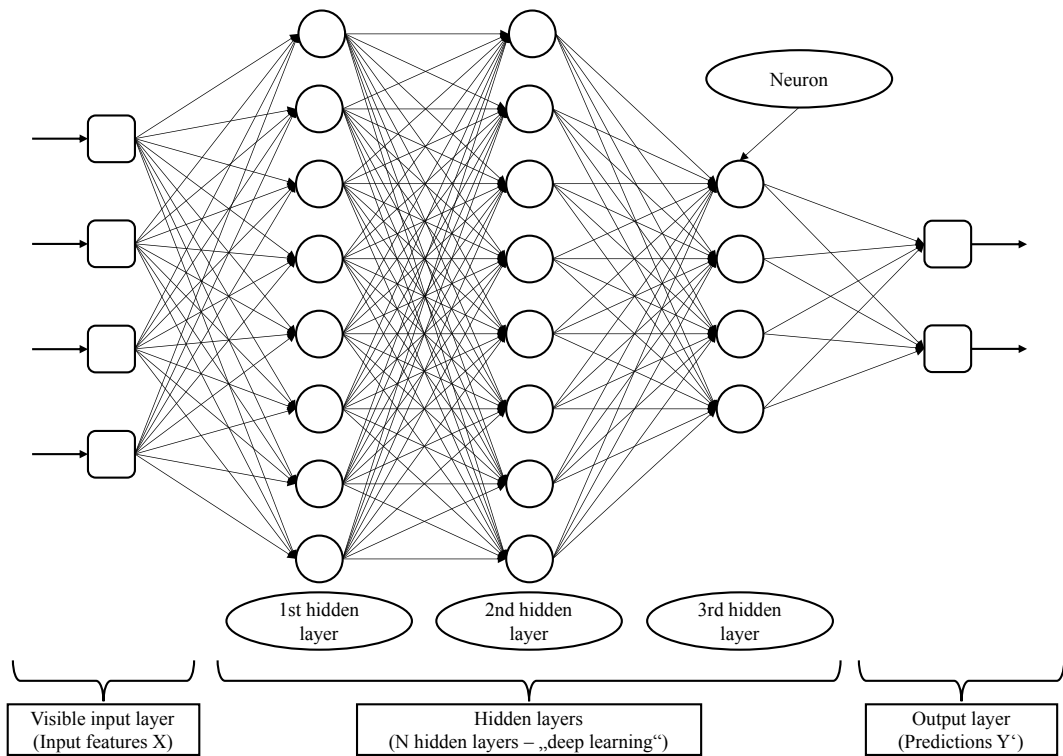 Neuron
1st hidden
layer
2nd hidden
layer
3rd hidden
layer
Visible input layer
(Input features X)
Hidden layers
(N hidden layers – „deep learning“)
Output layer
(Predictions Y‘)